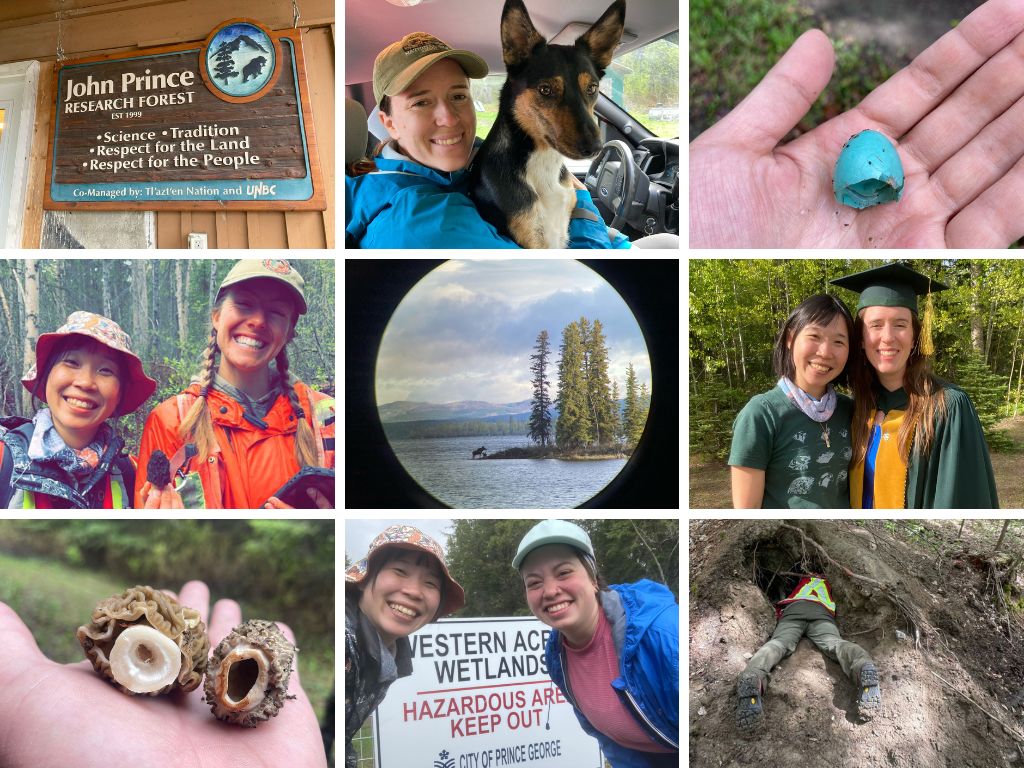 John Prince
RESEARCH FOREST
EST 1999
• Science • Tradition
• Respect for the Land
• Respect for the People
Co-Managed by: Tl'azt'en Nation and UNBC
WESTERN ACR
WETLANDS
HAZARDOUS ARE
KEEP OUT
CITY OF PRINCE GEORGE